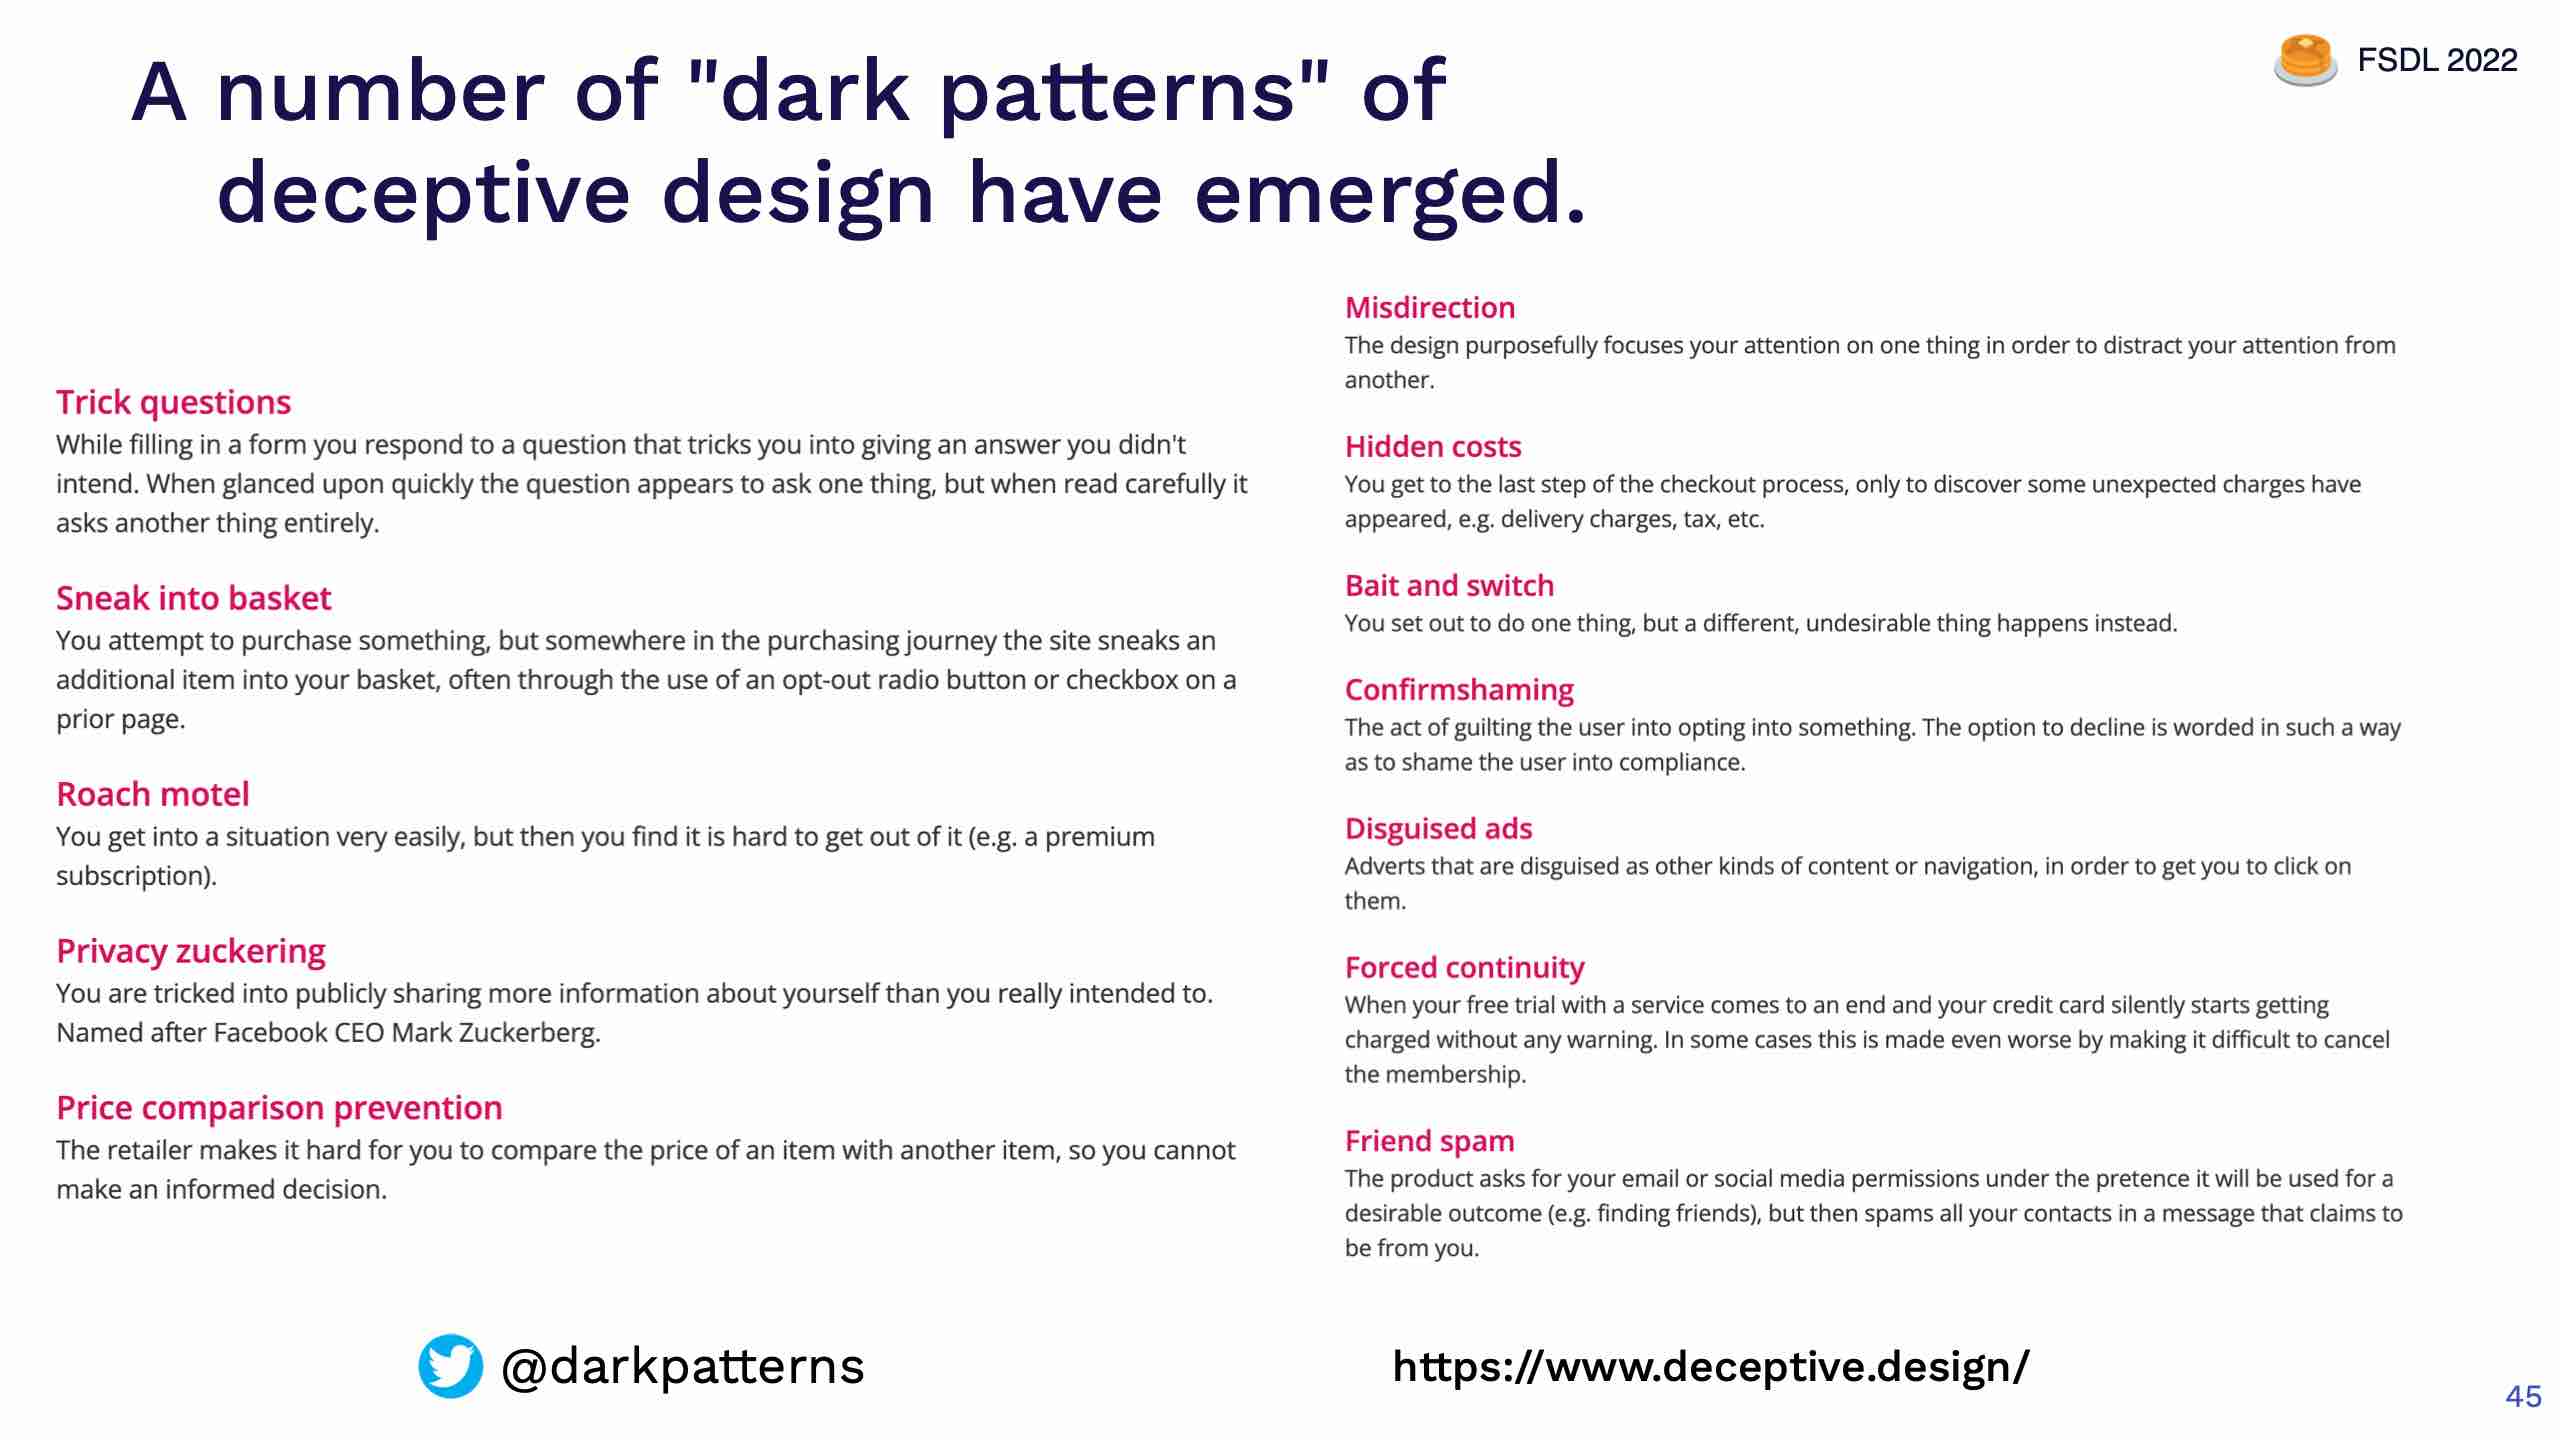 A number of "dark patterns" of
deceptive design have emerged.
FSDL 2022
Trick questions
While filling in a form you respond to a question that tricks you into giving an answer you didn't
intend. When glanced upon quickly the question appears to ask one thing, but when read carefully it
asks another thing entirely.
Sneak into basket
You attempt to purchase something, but somewhere in the purchasing journey the site sneaks an
additional item into your basket, often through the use of an opt-out radio button or checkbox on a
prior page.
Roach motel
You get into a situation very easily, but then you find it is hard to get out of it (e.g. a premium
subscription).
Privacy zuckering
You are tricked into publicly sharing more information about yourself than you really intended to.
Named after Facebook CEO Mark Zuckerberg.
Price comparison prevention
The retailer makes it hard for you to compare the price of an item with another item, so you cannot
make an informed decision.
Misdirection
The design purposefully focuses your attention on one thing in order to distract your attention from
another.
Hidden costs
You get to the last step of the checkout process, only to discover some unexpected charges have
appeared, e.g. delivery charges, tax, etc.
Bait and switch
You set out to do one thing, but a different, undesirable thing happens instead.
Confirmshaming
The act of guilting the user into opting into something. The option to decline is worded in such a way
as to shame the user into compliance.
Disguised ads
Adverts that are disguised as other kinds of content or navigation, in order to get you to click on
them.
Forced continuity
When your free trial with a service comes to an end and your credit card silently starts getting
charged without any warning. In some cases this is made even worse by making it difficult to cancel
the membership.
Friend spam
The product asks for your email or social media permissions under the pretence it will be used for a
desirable outcome (e.g. finding friends), but then spams all your contacts in a message that claims to
be from you.
@darkpatterns
https://www.deceptive.design/
45